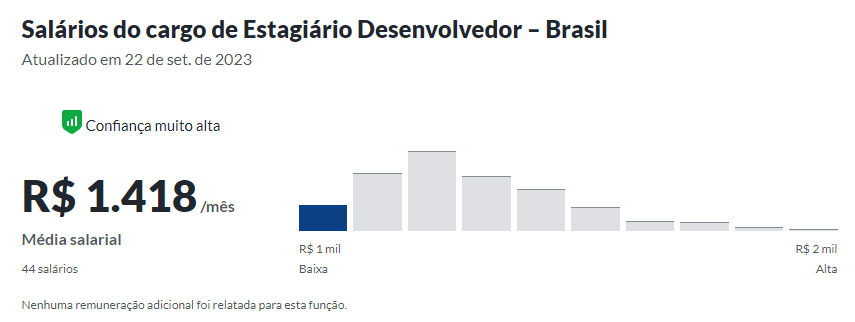 Salários do cargo de Estagiário Desenvolvedor – Brasil
Atualizado em 22 de set. de 2023
Confiança muito alta
R$ 1.418 /mês
Média salarial
44 salários
R$ 1 mil
Baixa
R$ 2 mil
Alta
Nenhuma remuneração adicional foi relatada para esta função.